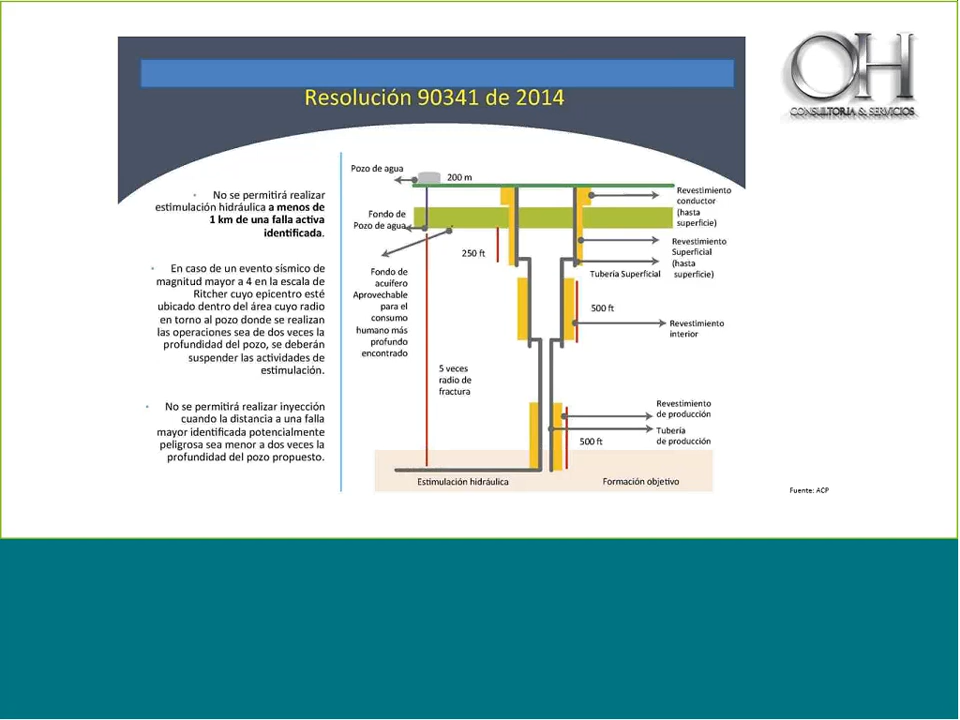 OH
CONSULTORIA & SERVICIOS
Resolución 90341 de 2014
• No se permitirá realizar
estimulación hidráulica a menos de
1 km de una falla activa
identificada.
• En caso de un evento sísmico de
magnitud mayor a 4 en la escala de
Ritcher cuyo epicentro esté
ubicado dentro del área cuyo radio
en torno al pozo donde se realizan
las operaciones sea de dos veces la
profundidad del pozo, se deberán
suspender las actividades de
estimulación.
• No se permitirá realizar inyección
cuando la distancia a una falla
mayor identificada potencialmente
peligrosa sea menor a dos veces la
profundidad del pozo propuesto.
Pozo de agua
200 m
Fondo de
Pozo de agua
250 ft
Fondo de
acuífero
Aprovechable
para el
consumo
humano más
profundo
encontrado
5 veces
radio de
fractura
Revestimiento
conductor
(hasta
superficie)
Revestimiento
Superficial
(hasta
superficie)
Tubería Superficial
500 ft
Revestimiento
interior
Revestimiento
de producción
Tubería
de producción
500 ft
Estimulación hidráulica
Formación objetivo
Fuente: ACP